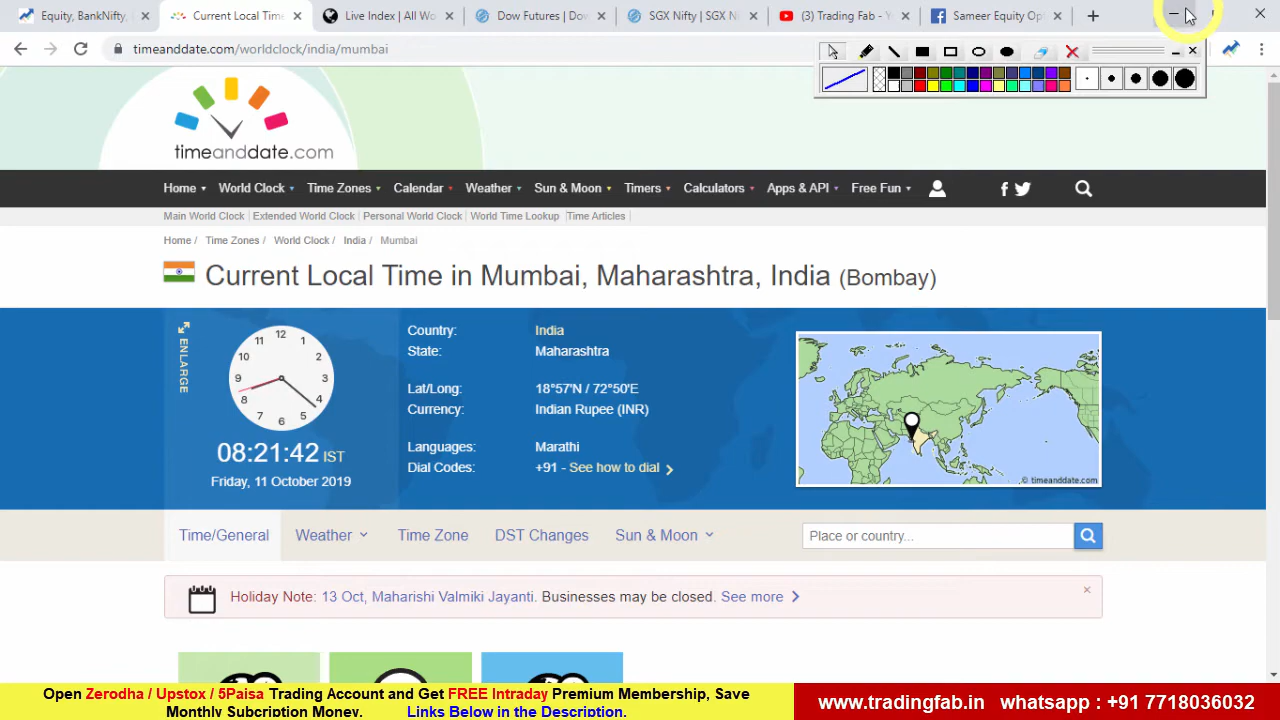 Equity, BankNifty,
Current Local Time
Live Index | All Wo
Dow Futures | Do
SGX Nifty | SGX N
(3) Trading Fab - Y
Sameer Equity Op
timeanddate.com/worldclock/india/mumbai
timeanddate.com
Home World Clock Time Zones Calendar Weather Sun & Moon Timers Calculators Apps & API Free Fun
Main World Clock Extended World Clock Personal World Clock World Time Lookup Time Articles
Home / Time Zones / World Clock / India / Mumbai
Current Local Time in Mumbai, Maharashtra, India (Bombay)
ENLARGE
12 1 2 3 4 5 6 7 8 9 10 11
08:21:42 IST
Friday, 11 October 2019
Country: India
State: Maharashtra
Lat/Long: 18°57'N / 72°50'E
Currency: Indian Rupee (INR)
Languages: Marathi
Dial Codes: +91 - See how to dial
© timeanddate.com
Time/General Weather Time Zone DST Changes Sun & Moon
Place or country...
Holiday Note: 13 Oct, Maharishi Valmiki Jayanti. Businesses may be closed. See more
Open Zerodha / Upstox / 5Paisa Trading Account and Get FREE Intraday Premium Membership, Save
Monthly Subcription Money. Links Below in the Description.
www.tradingfab.in whatsapp : +91 7718036032